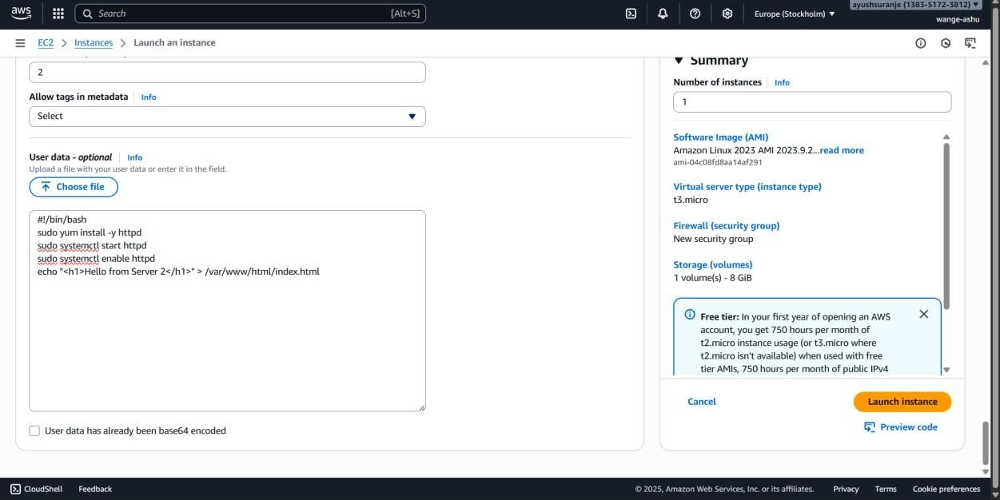 aws
Search
[Alt+S]
Europe (Stockholm)
ayushsuranje (1383-5172-3812)
wange-ashu
EC2
Instances
Launch an instance
2
Allow tags in metadata
Info
Select
User data - optional
Info
Upload a file with your user data or enter it in the field.
Choose file
#!/bin/bash
sudo yum install -y httpd
sudo systemctl start httpd
sudo systemctl enable httpd
echo "<h1>Hello from Server 2</h1>" > /var/www/html/index.html
User data has already been base64 encoded
Summary
Number of instances
Info
1
Software Image (AMI)
Amazon Linux 2023 AMI 2023.9.2...read more
ami-04c08fd8aa14af291
Virtual server type (instance type)
t3.micro
Firewall (security group)
New security group
Storage (volumes)
1 volume(s) - 8 GiB
Free tier: In your first year of opening an AWS
account, you get 750 hours per month of
t2.micro instance usage (or t3.micro where
t2.micro isn't available) when used with free
tier AMIs, 750 hours per month of public IPv4
Cancel
Launch instance
Preview code
CloudShell
Feedback
© 2025, Amazon Web Services, Inc. or its affiliates.
Privacy
Terms
Cookie preferences